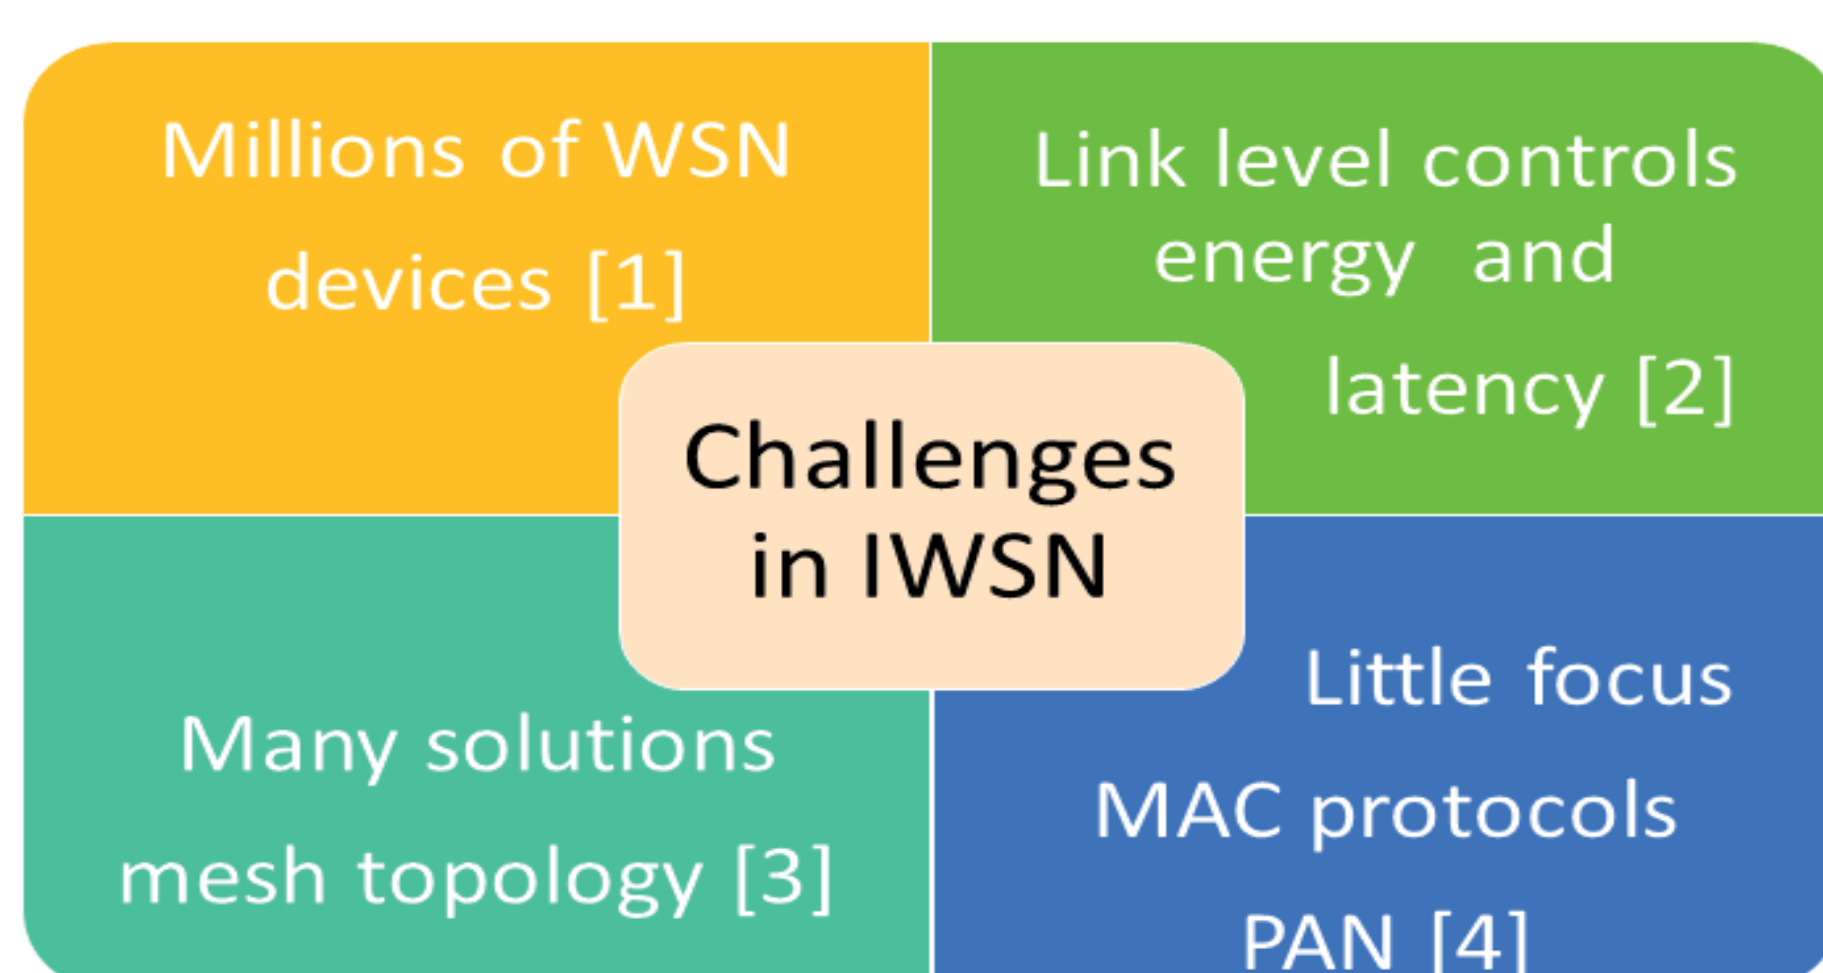 Millions of WSN
devices [1]
Link level controls
energy and
latency [2]
Challenges
in IWSN
Many solutions
mesh topology [3]
Little focus
MAC protocols
PAN [4]